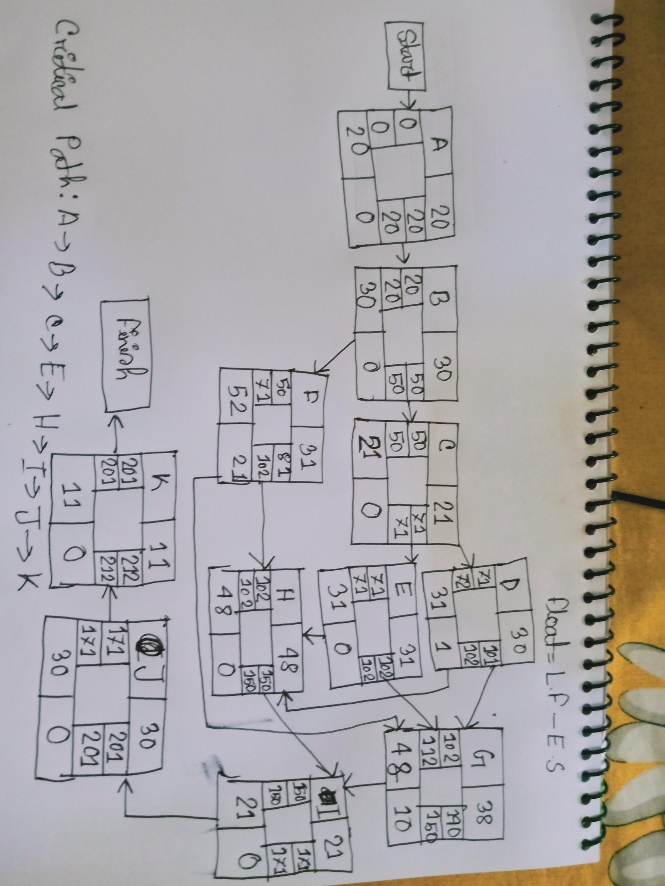 float = L.F - E.S
Start
A 20
0 20
0 20
20 0
B 30
20 50
20 50
30 0
C 21
50 71
50 71
21 0
D 30
71 101
72 102
31 1
E 31
71 102
71 102
31 0
F 31
50 81
71 102
52 21
G 38
102 140
112 150
48 10
H 48
102 150
102 150
48 0
I 21
150 171
150 171
21 0
J 30
171 201
171 201
30 0
K 11
201 212
201 212
11 0
Finish
Critical Path: A → B → C → E → H → I → J → K